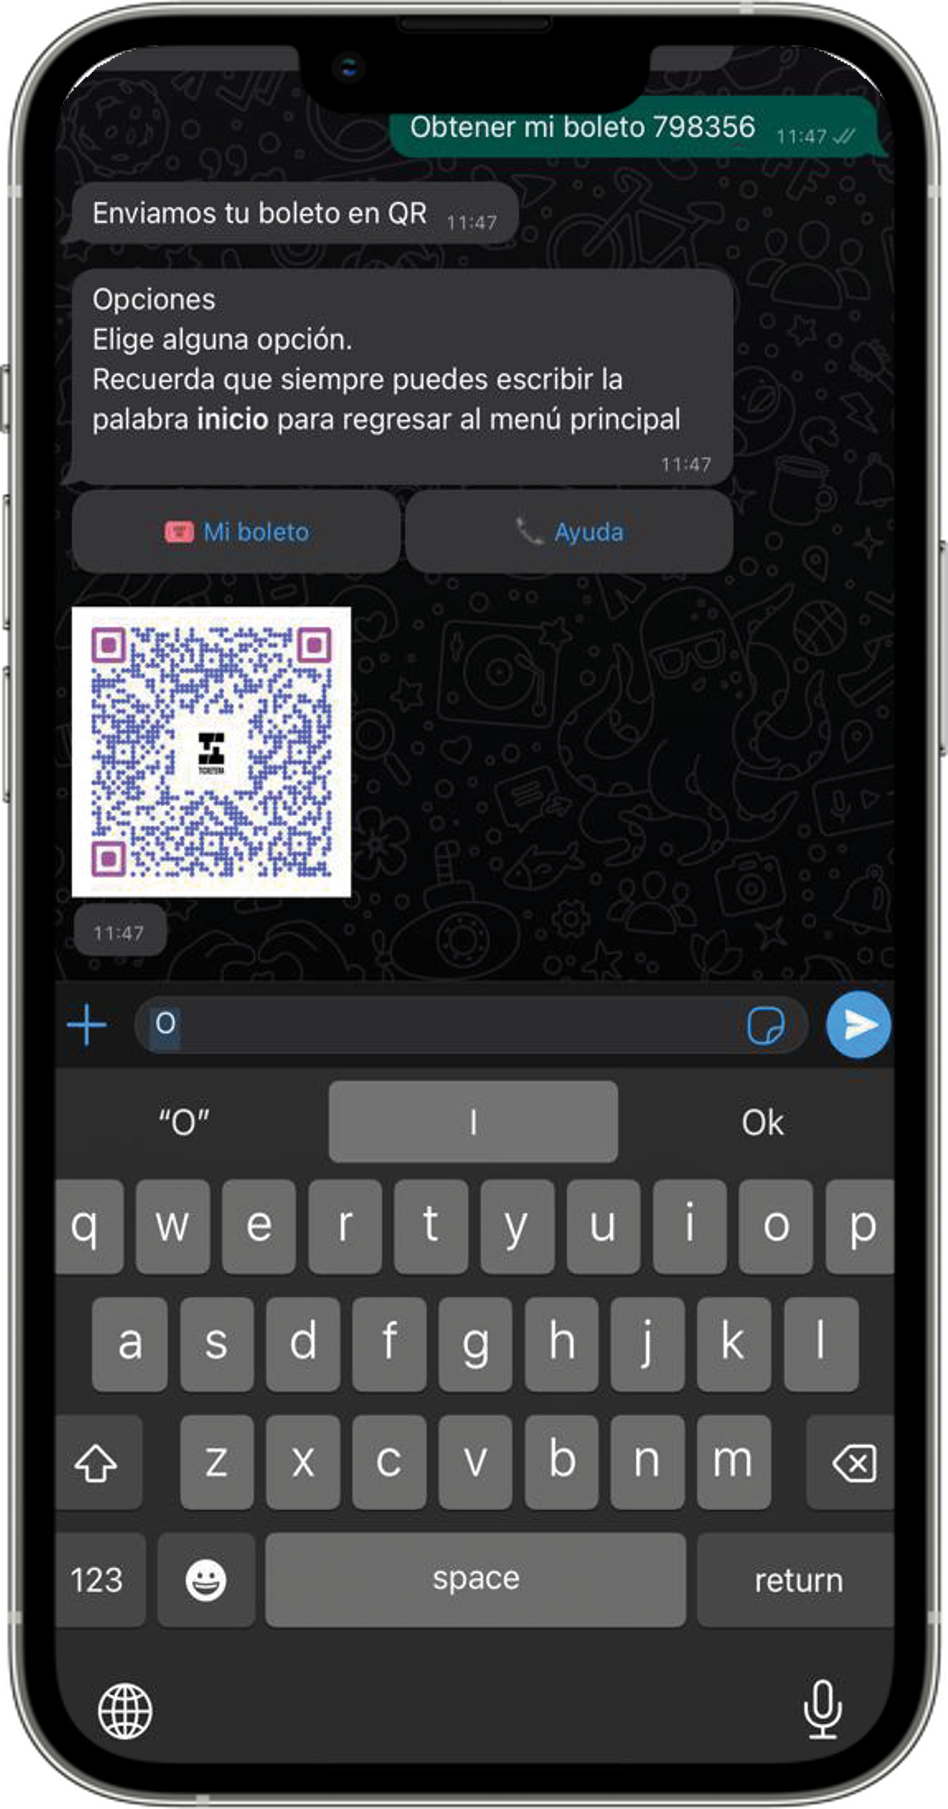 Obtener mi boleto 798356 11:47
Enviamos tu boleto en QR 11:47
Opciones
Elige alguna opción.
Recuerda que siempre puedes escribir la
palabra inicio para regresar al menú principal
11:47
Mi boleto
Ayuda
TICKETERA
11:47
O
“O” I Ok
q w e r t y u i o p
a s d f g h j k l
z x c v b n m
123 space return